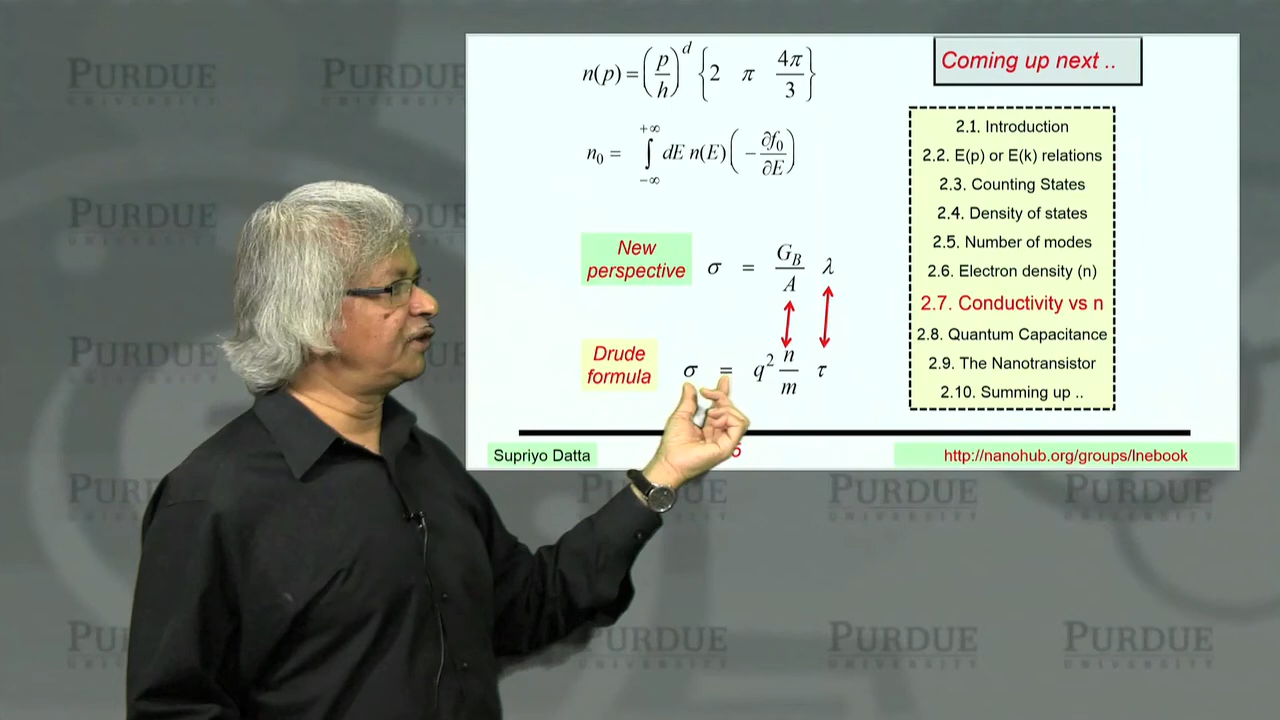 n(p) = (p/h)^d {2 π 4π/3}
n₀ = ∫_{-∞}^{+∞} dE n(E) (−∂f₀/∂E)
New perspective σ = G_B/A λ
Drude formula σ = q² n/m τ
Supriyo Datta
Coming up next ..
2.1. Introduction
2.2. E(p) or E(k) relations
2.3. Counting States
2.4. Density of states
2.5. Number of modes
2.6. Electron density (n)
2.7. Conductivity vs n
2.8. Quantum Capacitance
2.9. The Nanotransistor
2.10. Summing up ..
http://nanohub.org/groups/lnebook
PURDUE
UNIVERSITY